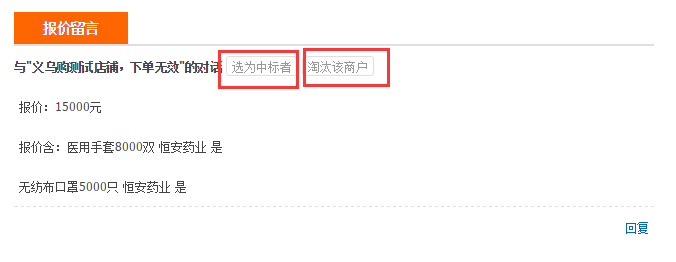 报价留言
与"义乌购测试店铺，下单无效"的对话 选为中标者 淘汰该商户
报价：15000元
报价含：医用手套8000双 恒安药业 是
无纺布口罩5000只 恒安药业 是
回复